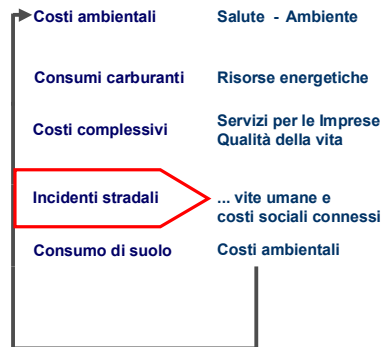 Costi ambientali Salute - Ambiente
Consumi carburanti Risorse energetiche
Costi complessivi Servizi per le Imprese
Qualità della vita
Incidenti stradali ... vite umane e
costi sociali connessi
Consumo di suolo Costi ambientali